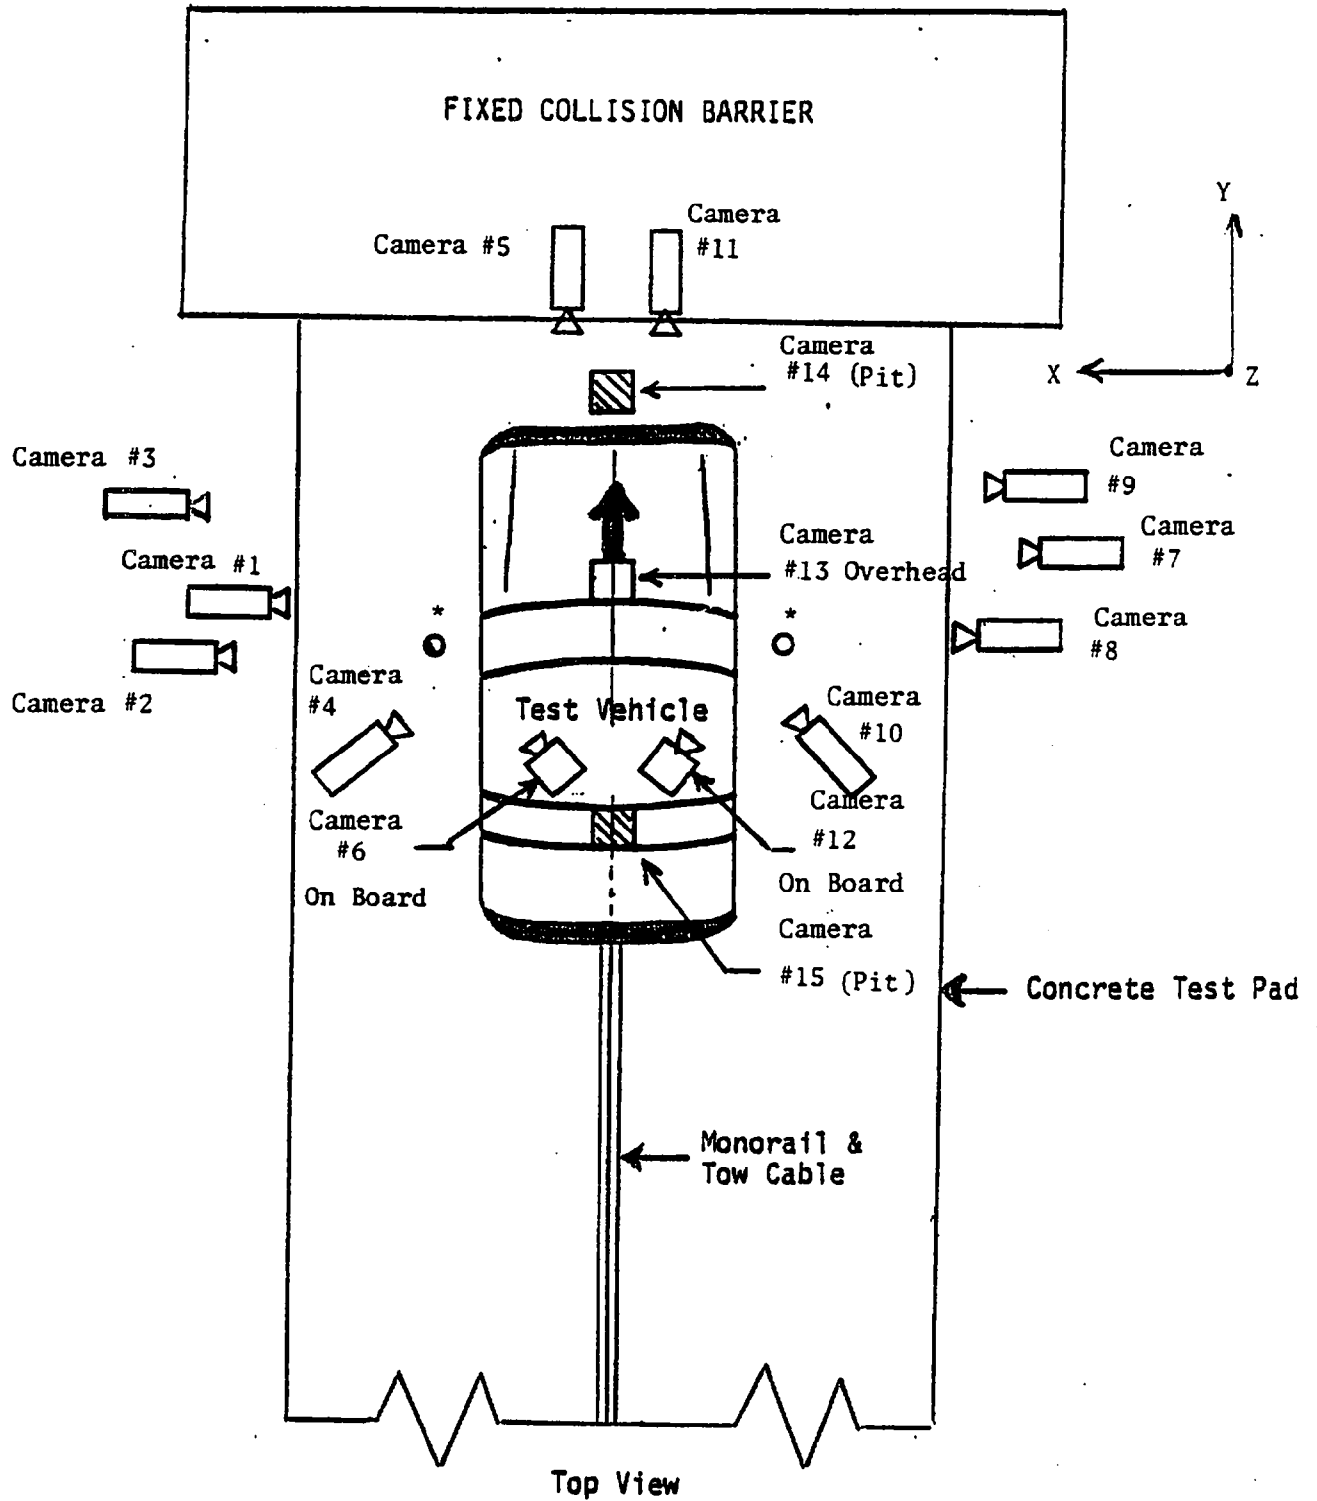 FIXED COLLISION BARRIER
Camera
#11
Camera #5
Y
X
Z
Camera
#14 (Pit)
Camera #3
Camera
#9
Camera
#7
Camera
#13 Overhead
Camera #1
*
*
Camera
#8
Camera #2
Camera
#4
Test Vehicle
Camera
#10
Camera
#6
On Board
Camera
#12
On Board
Camera
#15 (Pit)
Concrete Test Pad
Monorail &
Tow Cable
Top View